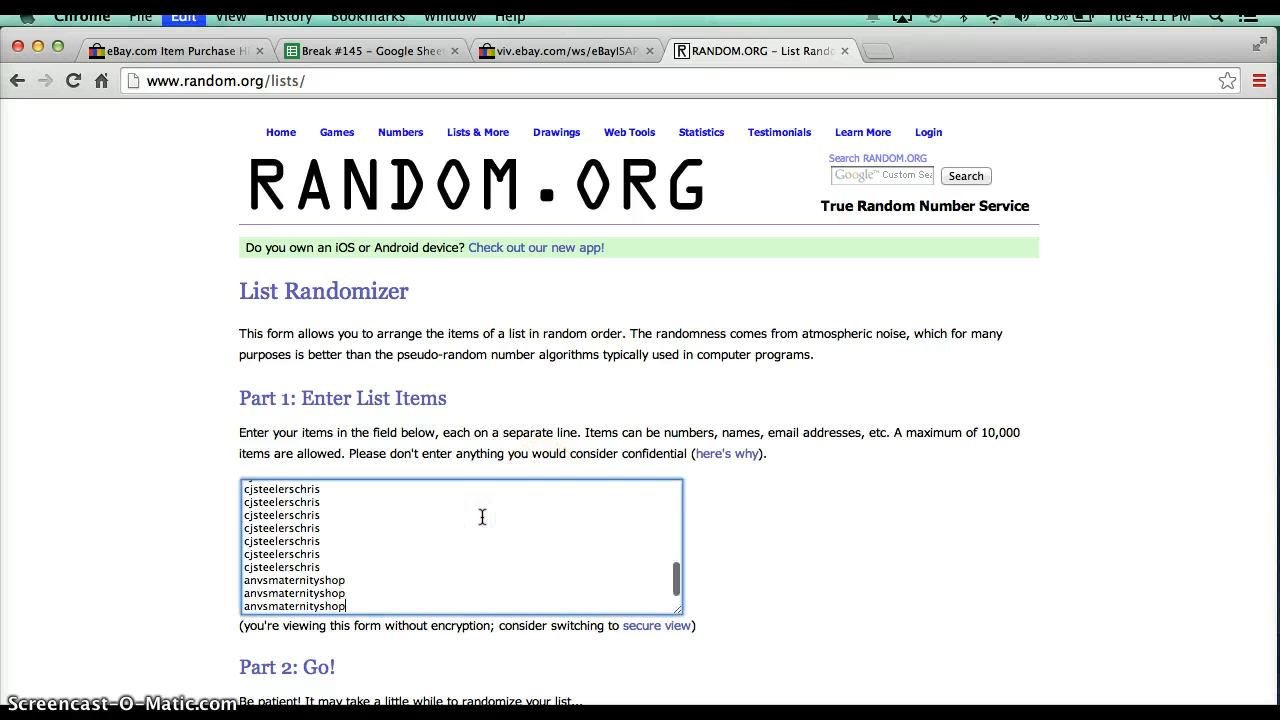 Chrome File Edit View History Bookmarks Window Help 63% Tue 4:11 PM
eBay.com Item Purchase Hi Break #145 – Google Sheet viv.ebay.com/ws/eBayISAP RANDOM.ORG – List Rando
www.random.org/lists/
Home Games Numbers Lists & More Drawings Web Tools Statistics Testimonials Learn More Login
Search RANDOM.ORG
RANDOM.ORG
Google™ Custom Sea Search
True Random Number Service
Do you own an iOS or Android device? Check out our new app!
List Randomizer
This form allows you to arrange the items of a list in random order. The randomness comes from atmospheric noise, which for many
purposes is better than the pseudo-random number algorithms typically used in computer programs.
Part 1: Enter List Items
Enter your items in the field below, each on a separate line. Items can be numbers, names, email addresses, etc. A maximum of 10,000
items are allowed. Please don't enter anything you would consider confidential (here's why).
cjsteelerschris
cjsteelerschris
cjsteelerschris
cjsteelerschris
cjsteelerschris
cjsteelerschris
cjsteelerschris
anvsmaternityshop
anvsmaternityshop
anvsmaternityshop
(you're viewing this form without encryption; consider switching to secure view)
Part 2: Go!
Be patient! It may take a little while to randomize your list...
Screencast-O-Matic.com